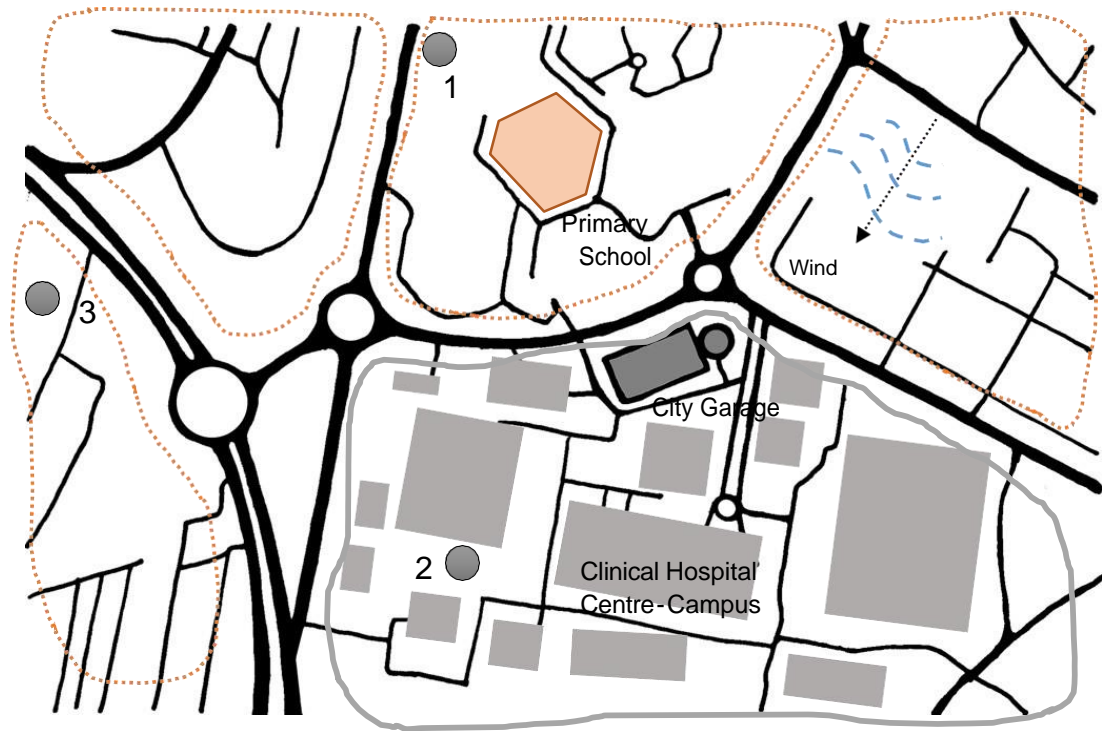 1
Primary
School
Wind
3
City Garage
2
Clinical Hospital
Centre-Campus